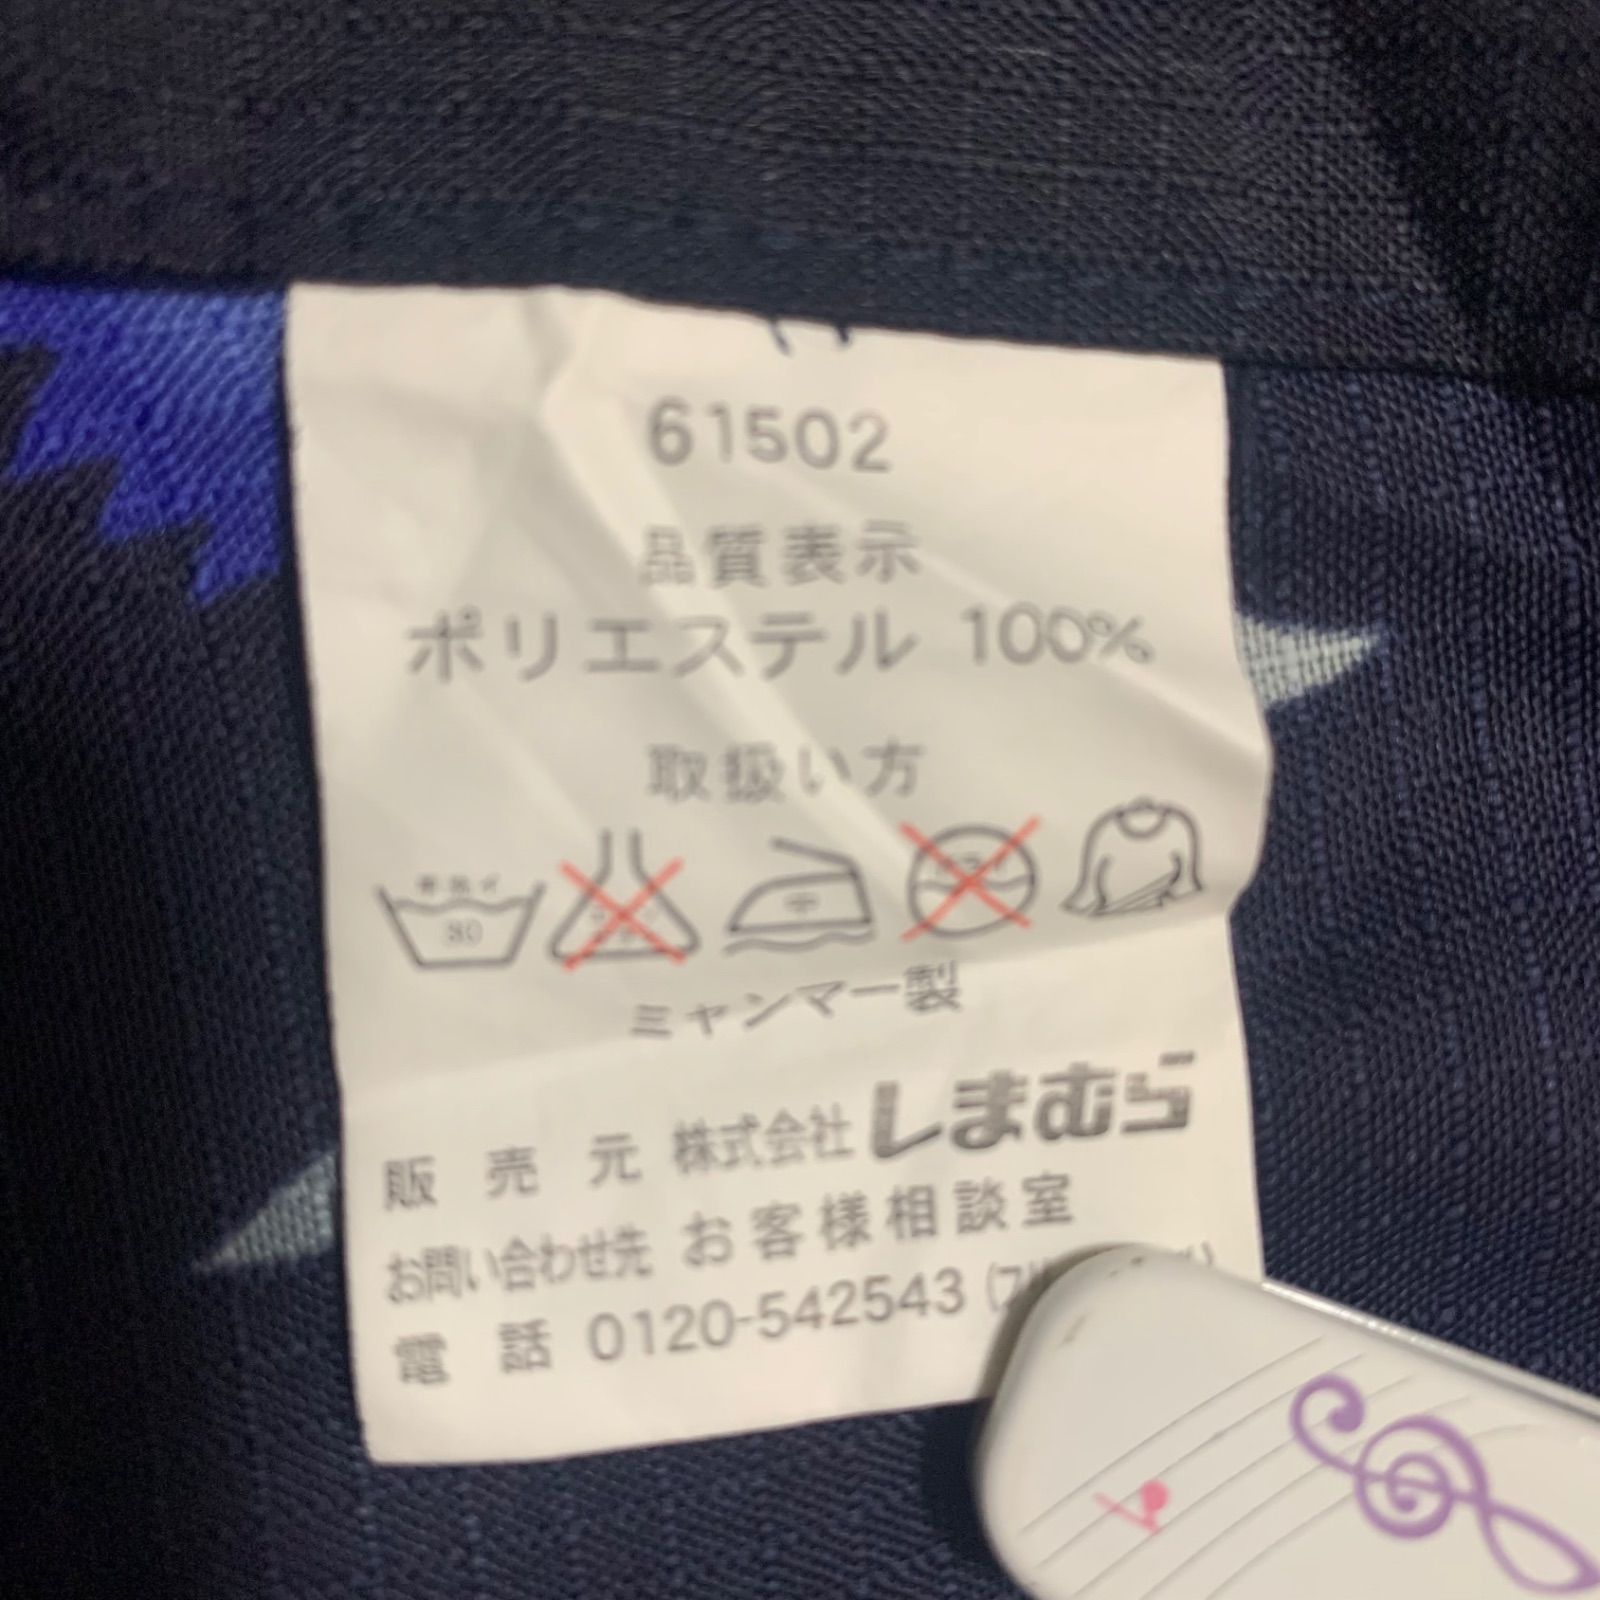 61502
品質表示
ポリエステル 100%
取扱い方
中
ミャンマー製
販売元 株式会社しまむら
お問い合わせ先 お客様相談室
電話 0120-542543